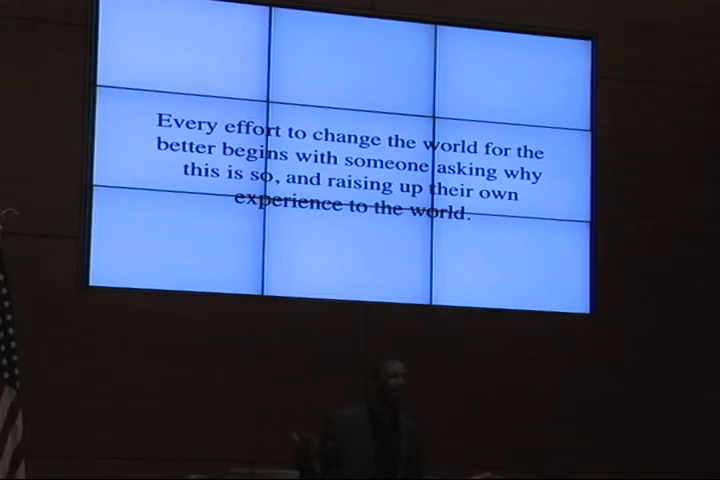 Every effort to change the world for the
better begins with someone asking why
this is so, and raising up their own
experience to the world.